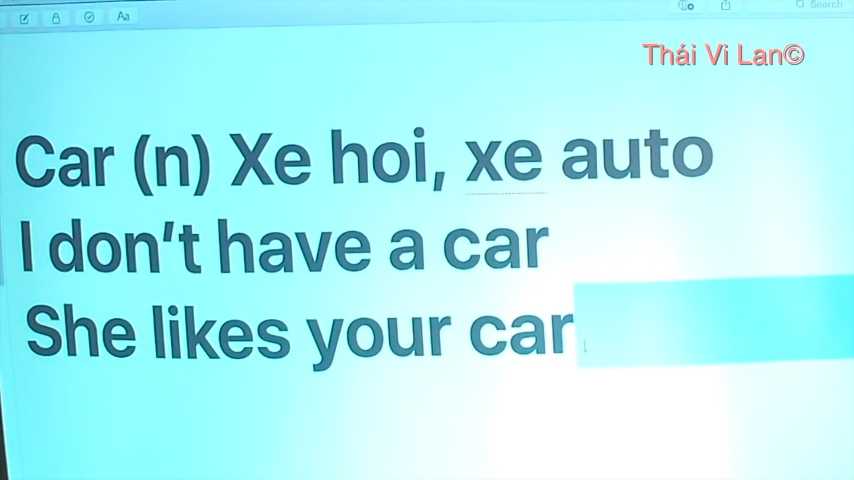 Aa
Search
Thái Vi Lan©
Car (n) Xe hoi, xe auto
I don't have a car
She likes your car